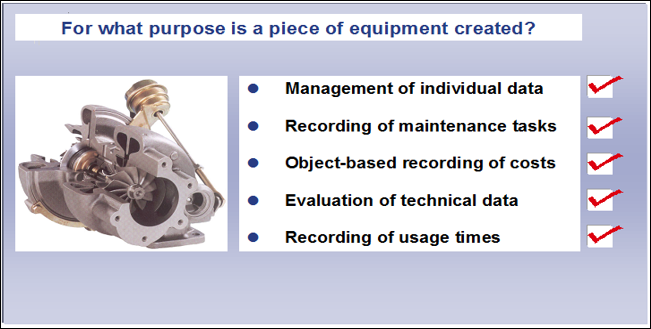 For what purpose is a piece of equipment created?
Management of individual data
Recording of maintenance tasks
Object-based recording of costs
Evaluation of technical data
Recording of usage times